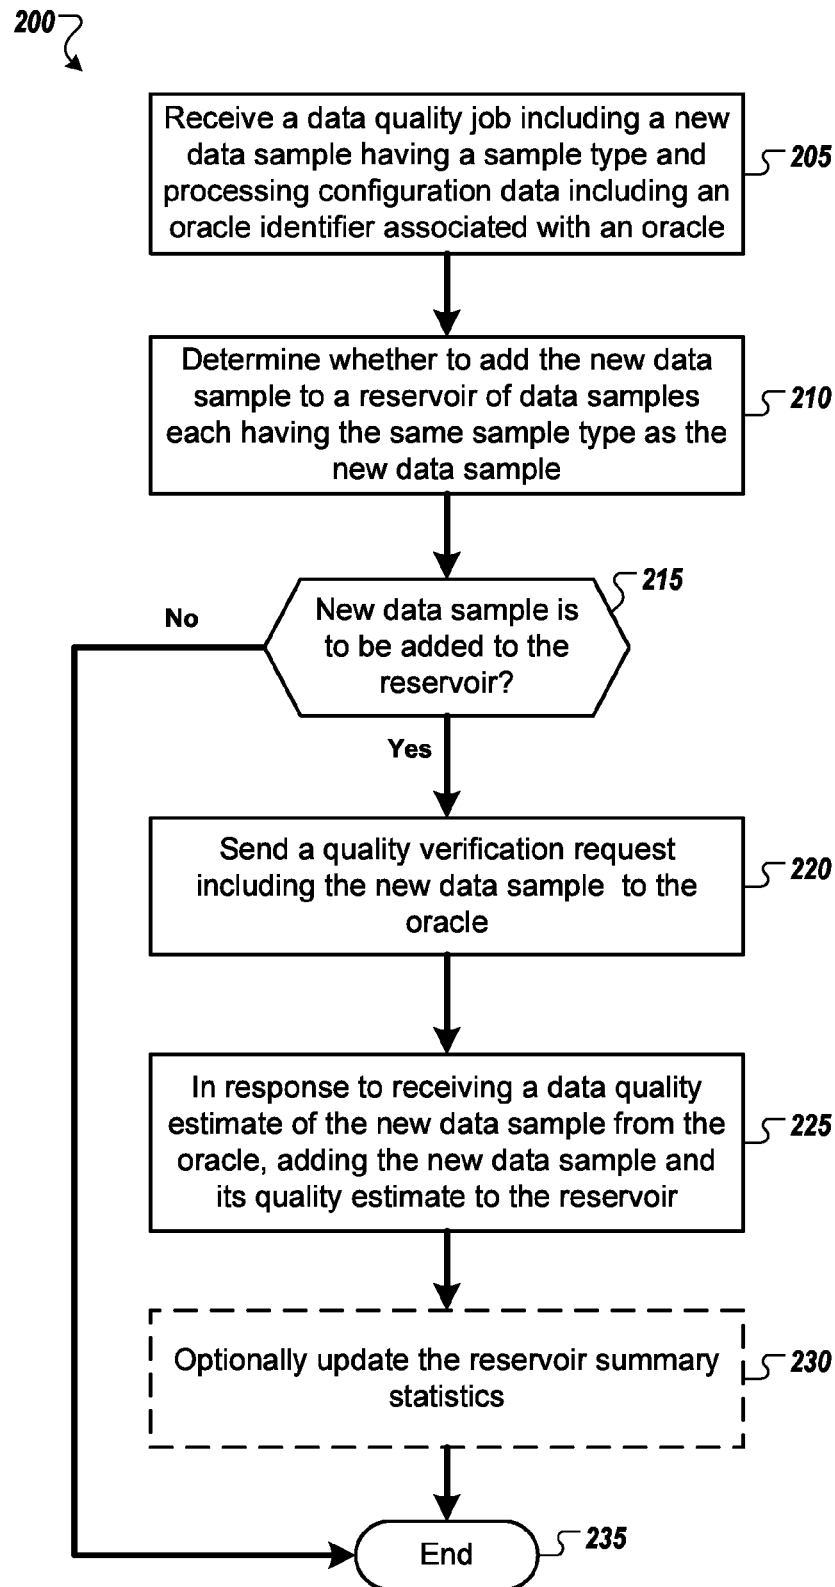 200
Receive a data quality job including a new
data sample having a sample type and
processing configuration data including an
oracle identifier associated with an oracle
205
Determine whether to add the new data
sample to a reservoir of data samples
each having the same sample type as the
new data sample
210
215
New data sample is
to be added to the
reservoir?
No
Yes
Send a quality verification request
including the new data sample to the
oracle
220
In response to receiving a data quality
estimate of the new data sample from the
oracle, adding the new data sample and
its quality estimate to the reservoir
225
Optionally update the reservoir summary
statistics
230
End
235